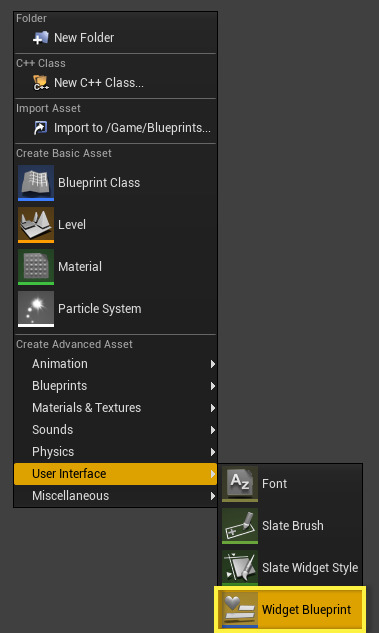 Folder
New Folder
C++ Class
New C++ Class...
Import Asset
Import to /Game/Blueprints...
Create Basic Asset
Blueprint Class
Level
Material
Particle System
Create Advanced Asset
Animation
Blueprints
Materials & Textures
Sounds
Physics
User Interface
Miscellaneous
Font
Slate Brush
Slate Widget Style
Widget Blueprint